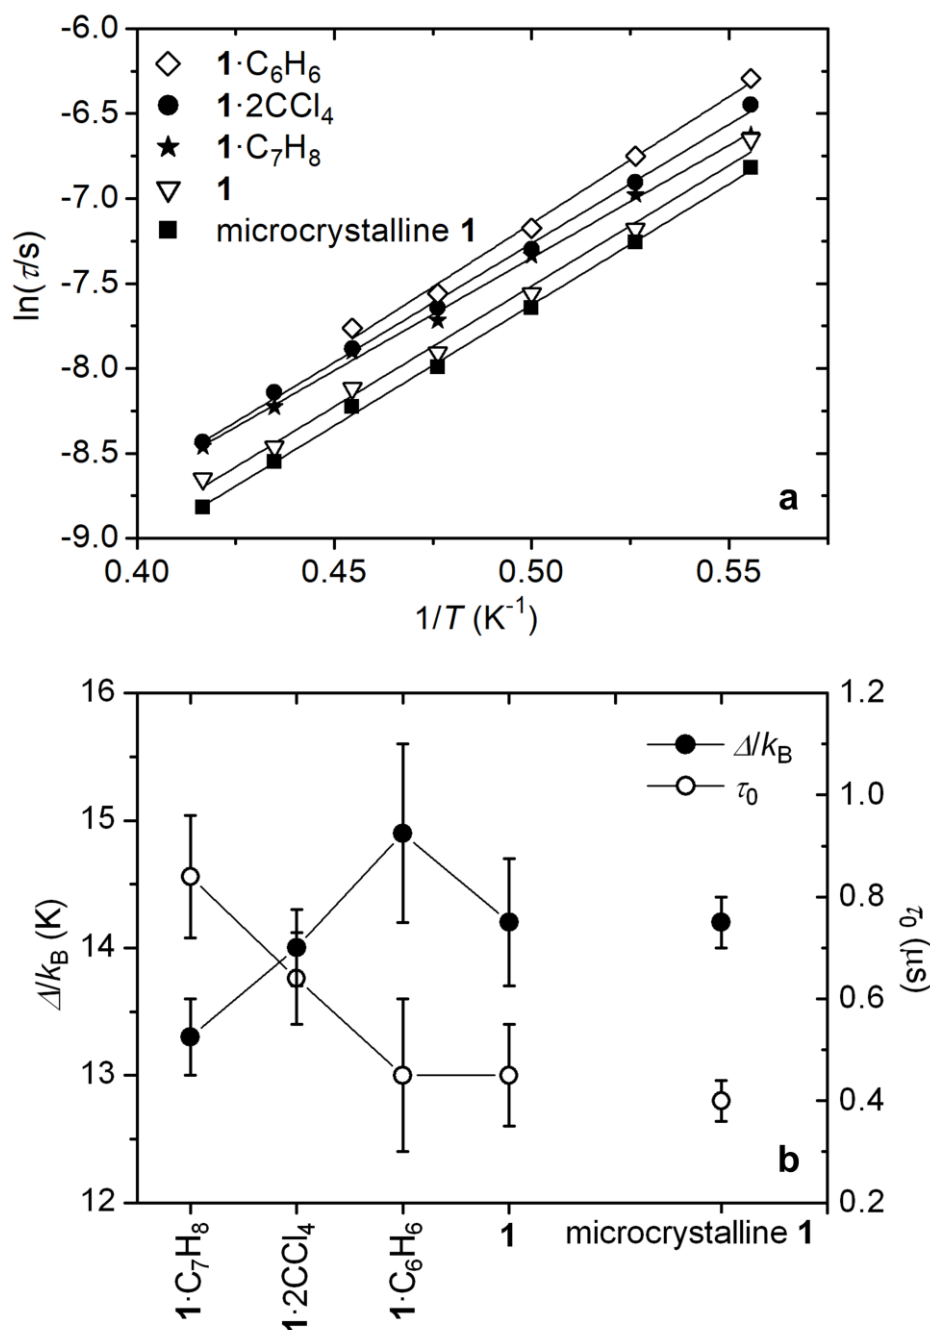 -6.0
-6.5
-7.0
-7.5
-8.0
-8.5
-9.0
ln(τ/s)
1·C₆H₆
1·2CCl₄
1·C₇H₈
1
microcrystalline 1
a
0.40 0.45 0.50 0.55
1/T (K⁻¹)
16
15
14
13
12
Δ/k_B (K)
Δ/k_B
τ₀
1.2
1.0
0.8
0.6
0.4
0.2
τ₀ (μs)
b
1·C₇H₈
1·2CCl₄
1·C₆H₆
1
microcrystalline 1